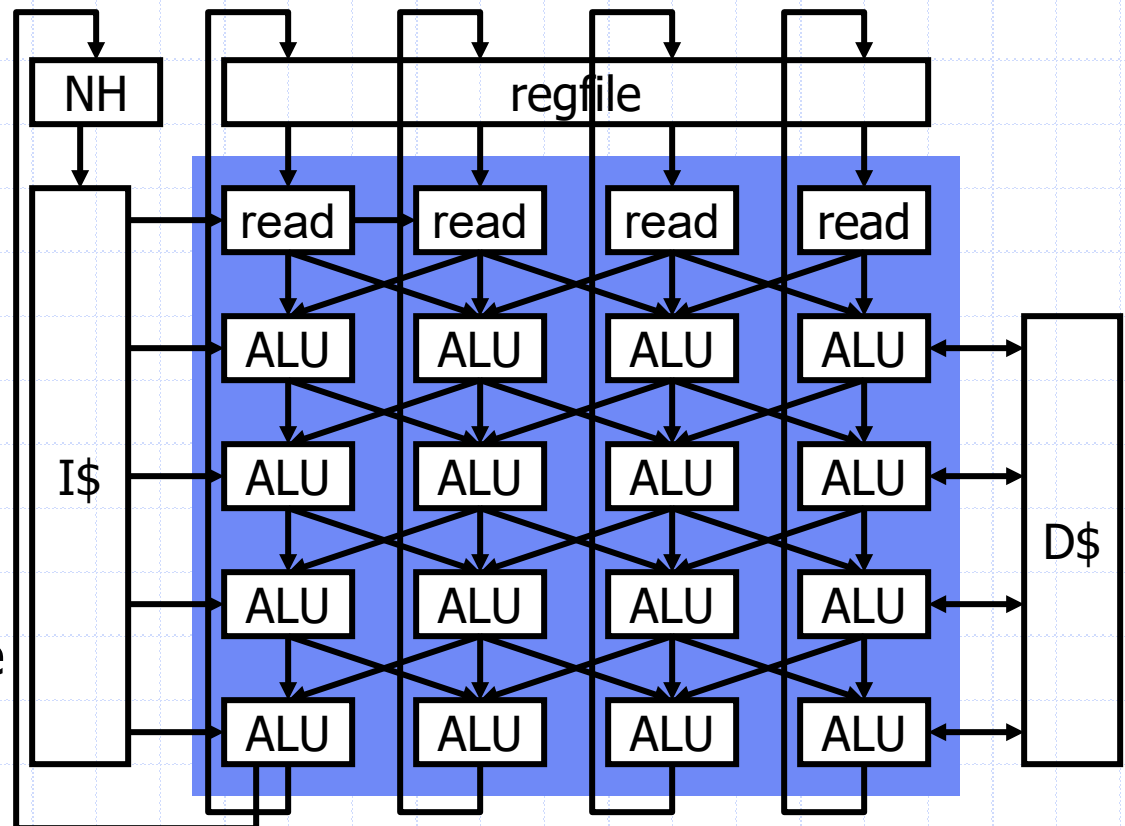 NH
regfile
read read read read
ALU ALU ALU ALU
I$
ALU ALU ALU ALU
D$
ALU ALU ALU ALU
e
ALU ALU ALU ALU